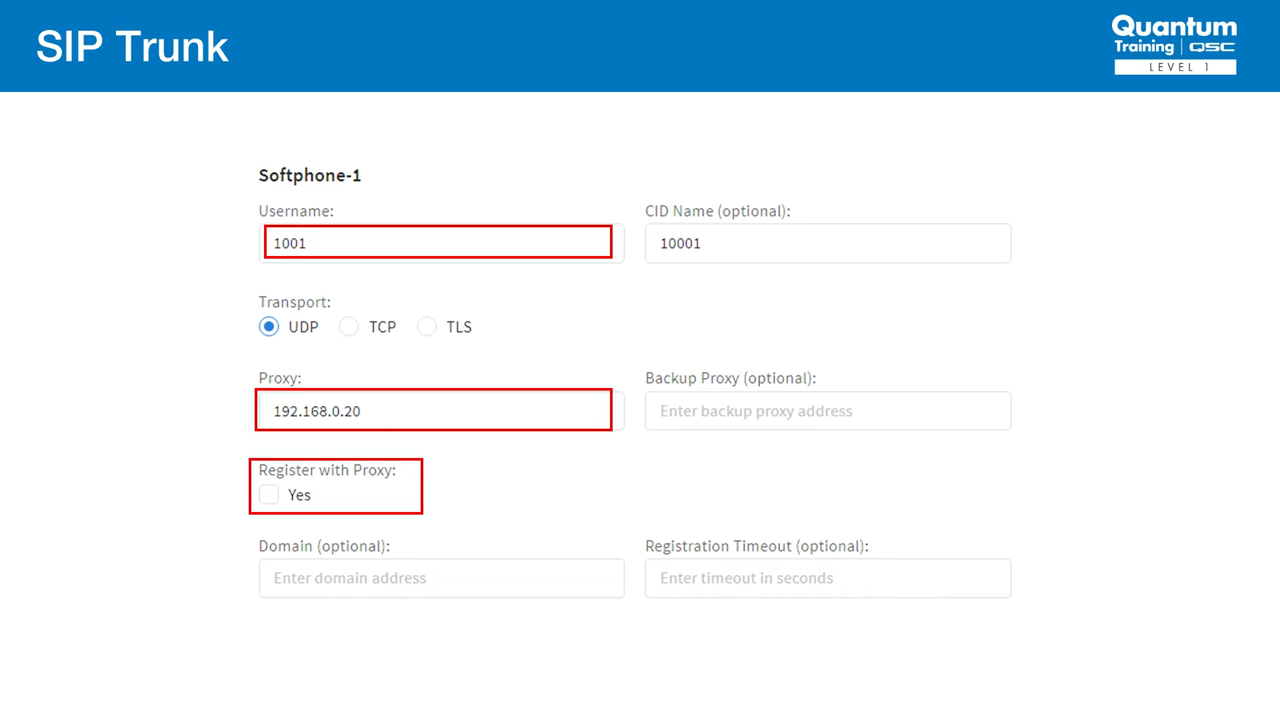 SIP Trunk
Quantum
Training | QSC
LEVEL 1
Softphone-1
Username:
CID Name (optional):
1001
10001
Transport:
UDP
TCP
TLS
Proxy:
Backup Proxy (optional):
192.168.0.20
Enter backup proxy address
Register with Proxy:
Yes
Domain (optional):
Registration Timeout (optional):
Enter domain address
Enter timeout in seconds